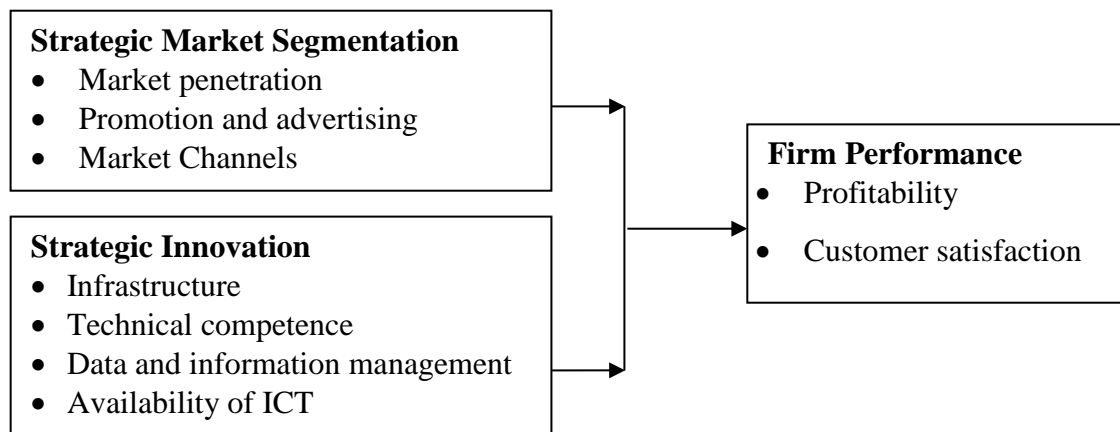 Strategic Market Segmentation
• Market penetration
• Promotion and advertising
• Market Channels
Strategic Innovation
• Infrastructure
• Technical competence
• Data and information management
• Availability of ICT
Firm Performance
• Profitability
• Customer satisfaction